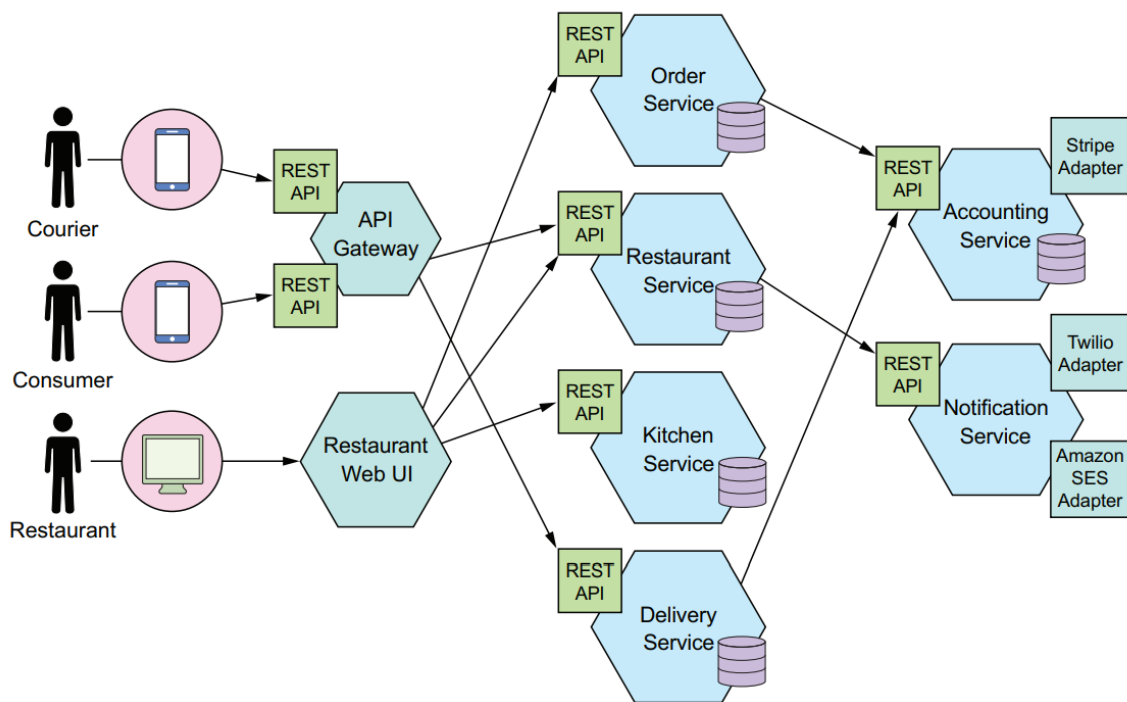 REST
API
Order
Service
Courier
REST
API
API
Gateway
REST
API
Consumer
REST
API
Restaurant
Service
REST
API
Accounting
Service
Stripe
Adapter
Restaurant
Restaurant
Web UI
REST
API
Kitchen
Service
REST
API
Notification
Service
Twilio
Adapter
Amazon
SES
Adapter
REST
API
Delivery
Service